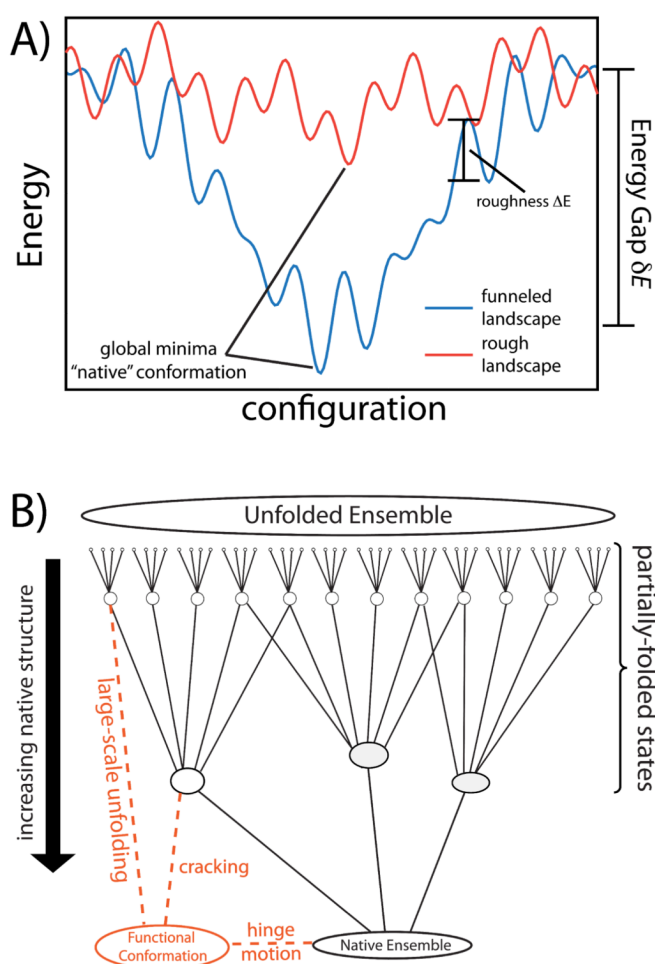 A)
Energy
roughness ΔE
Energy Gap δE
global minima
"native" conformation
funneled
landscape
rough
landscape
configuration
B)
Unfolded Ensemble
increasing native structure
partially-folded states
large-scale unfolding
cracking
Functional
Conformation
hinge
motion
Native Ensemble